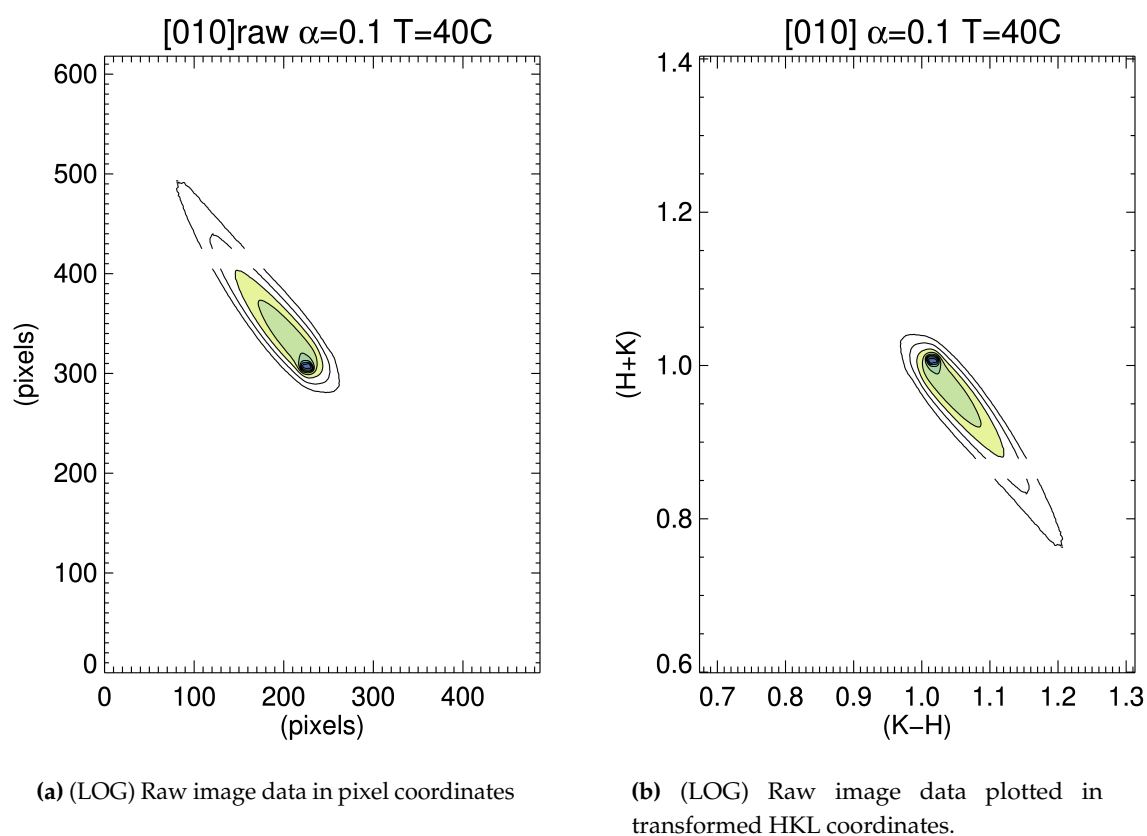 [010]raw α=0.1 T=40C
600
500
400
300
200
100
0
(pixels)
0 100 200 300 400
(pixels)
(a) (LOG) Raw image data in pixel coordinates
[010] α=0.1 T=40C
1.4
1.2
1.0
0.8
0.6
(H+K)
0.7 0.8 0.9 1.0 1.1 1.2 1.3
(K−H)
(b) (LOG) Raw image data plotted in
transformed HKL coordinates.